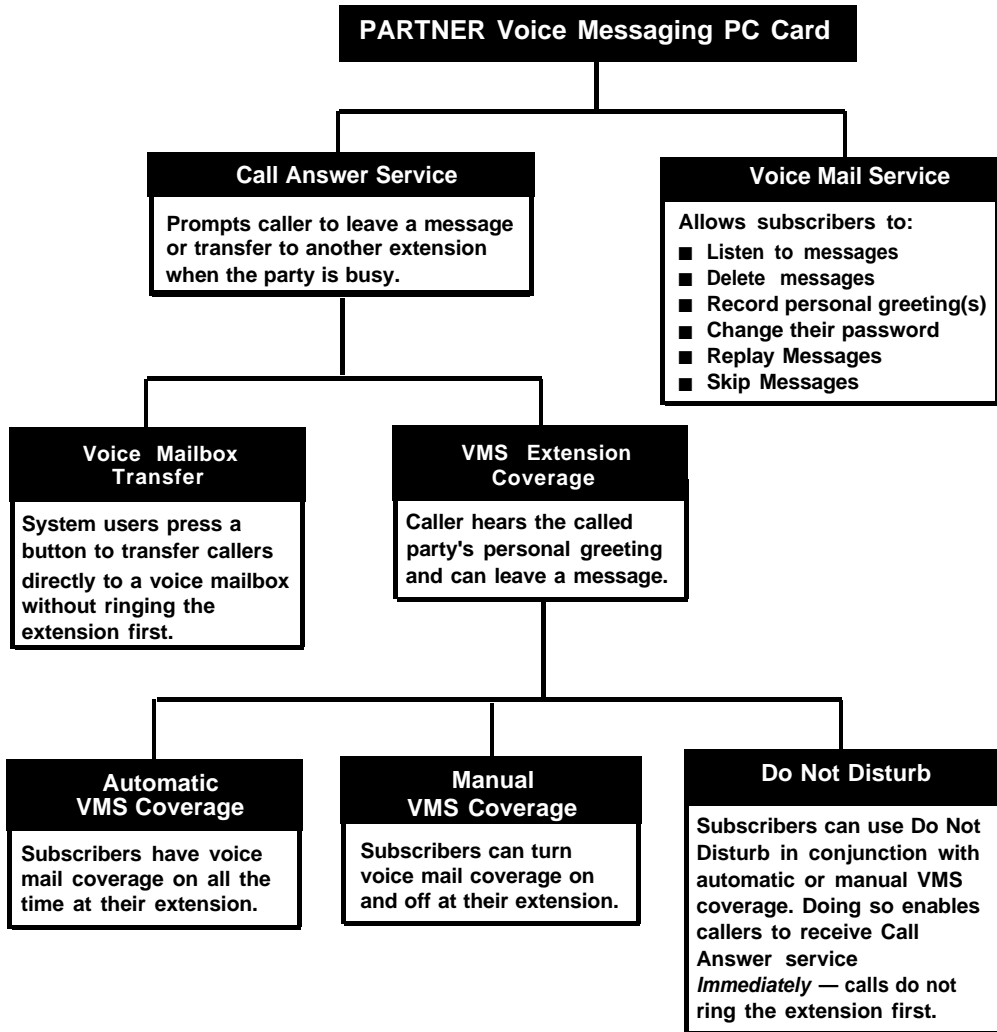 PARTNER Voice Messaging PC Card
Call Answer Service
Prompts caller to leave a message
or transfer to another extension
when the party is busy.
Voice Mail Service
Allows subscribers to:
■ Listen to messages
■ Delete messages
■ Record personal greeting(s)
■ Change their password
■ Replay Messages
■ Skip Messages
Voice Mailbox
Transfer
System users press a
button to transfer callers
directly to a voice mailbox
without ringing the
extension first.
VMS Extension
Coverage
Caller hears the called
party's personal greeting
and can leave a message.
Automatic
VMS Coverage
Subscribers have voice
mail coverage on all the
time at their extension.
Manual
VMS Coverage
Subscribers can turn
voice mail coverage on
and off at their extension.
Do Not Disturb
Subscribers can use Do Not
Disturb in conjunction with
automatic or manual VMS
coverage. Doing so enables
callers to receive Call
Answer service
Immediately — calls do not
ring the extension first.